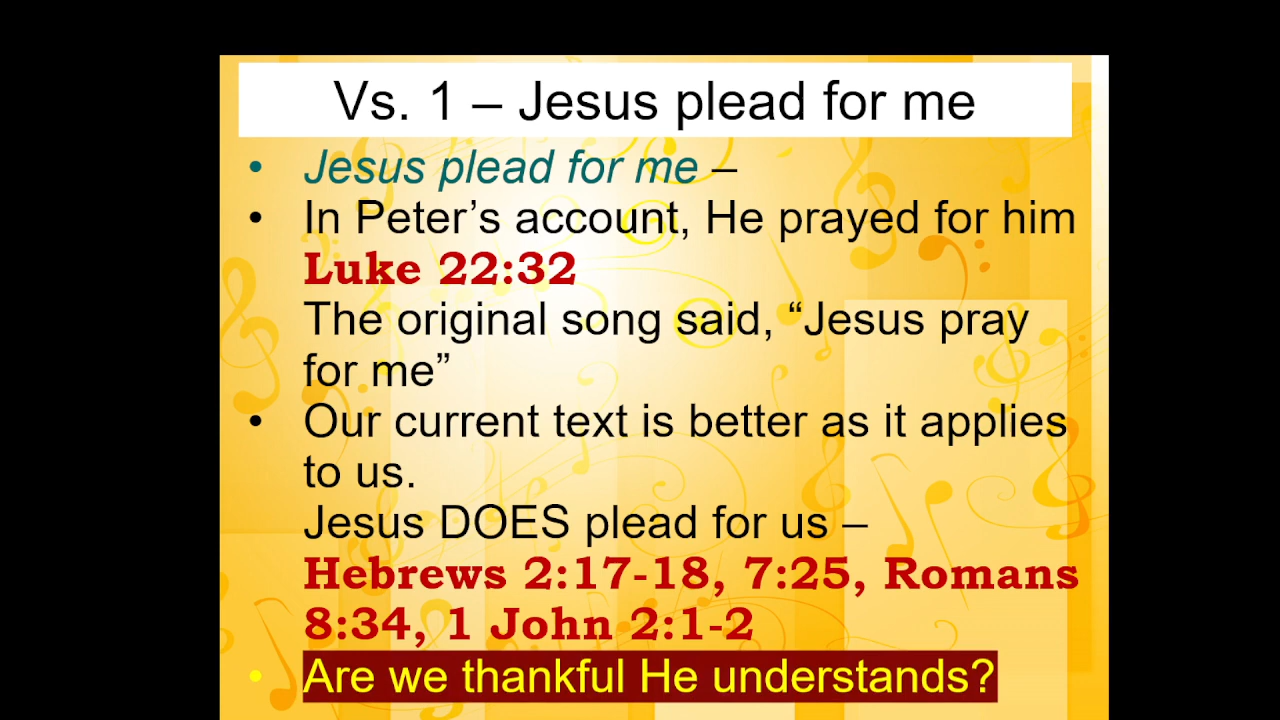 Vs. 1 – Jesus plead for me
• Jesus plead for me –
• In Peter’s account, He prayed for him
Luke 22:32
The original song said, “Jesus pray
for me”
• Our current text is better as it applies
to us.
Jesus DOES plead for us –
Hebrews 2:17-18, 7:25, Romans
8:34, 1 John 2:1-2
• Are we thankful He understands?